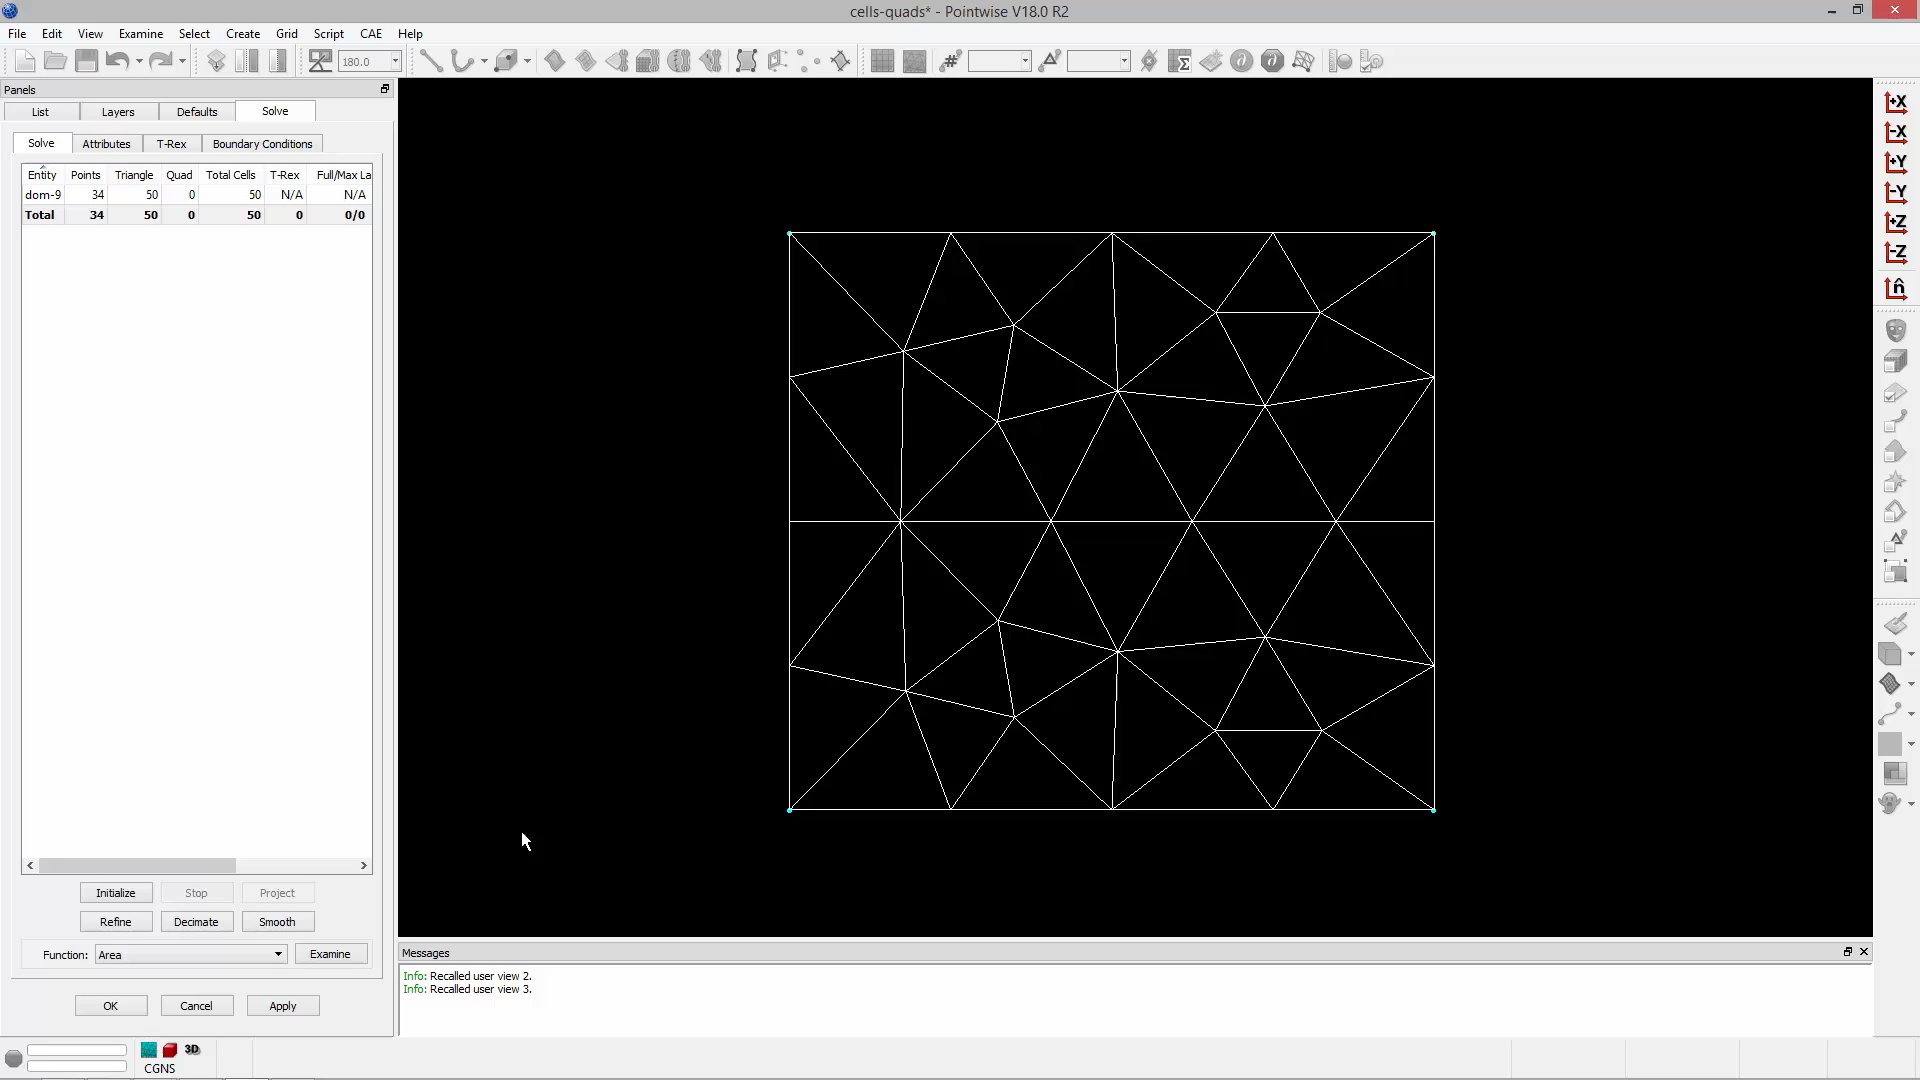 cells-quads* - Pointwise V18.0 R2
File Edit View Examine Select Create Grid Script CAE Help
180.0
Panels
List Layers Defaults Solve
Solve Attributes T-Rex Boundary Conditions
Entity Points Triangle Quad Total Cells T-Rex Full/Max La
dom-9 34 50 0 50 N/A N/A
Total 34 50 0 50 0 0/0
+X
-X
+Y
-Y
+Z
-Z
n̂
Initialize Stop Project
Refine Decimate Smooth
Function: Area Examine
OK Cancel Apply
Messages
Info: Recalled user view 2.
Info: Recalled user view 3.
3D
CGNS